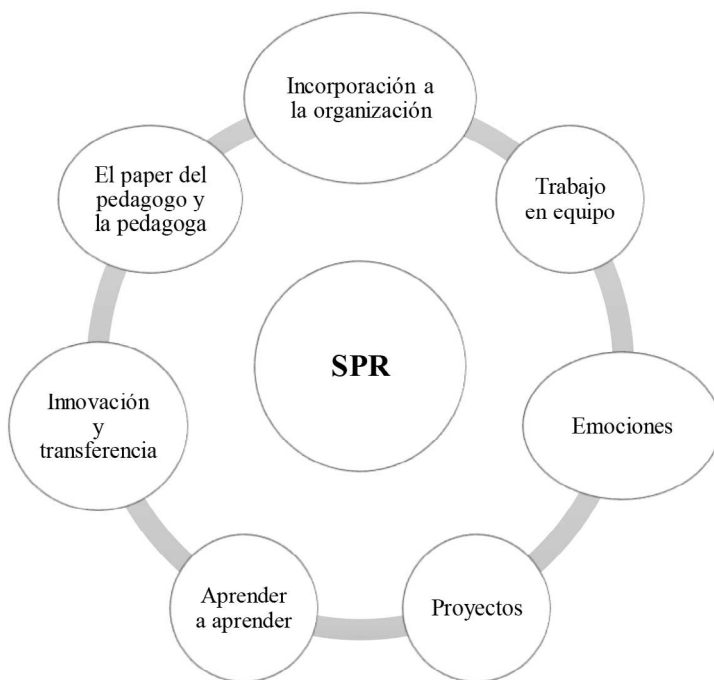 Incorporación a
la organización
Trabajo
en equipo
Emociones
Proyectos
Aprender
a aprender
Innovación
y
transferencia
El paper del
pedagogo y
la pedagoga
SPR